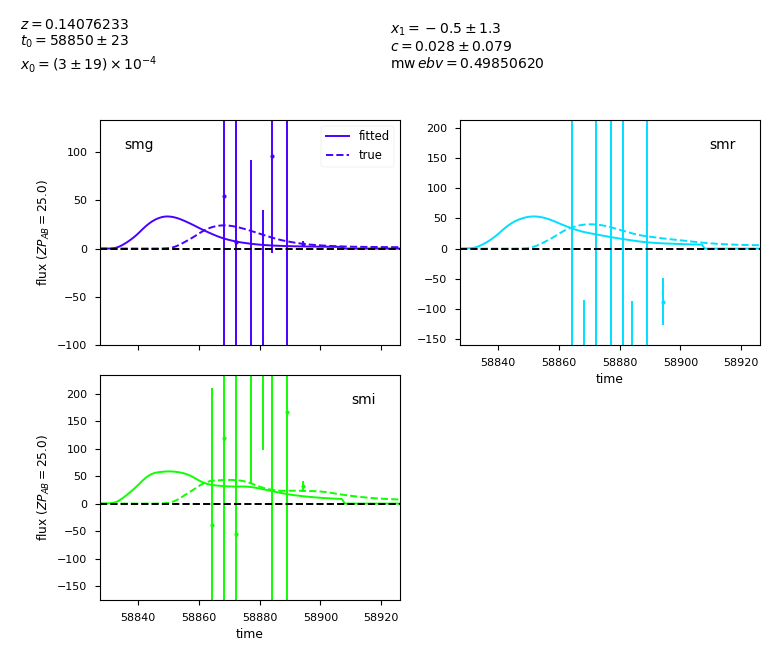 z = 0.14076233
t₀ = 58850 ± 23
x₀ = (3 ± 19) × 10⁻⁴
x₁ = −0.5 ± 1.3
c = 0.028 ± 0.079
mw ebv = 0.49850620
smg
fitted
true
100
50
0
−50
−100
flux (ZP_AB = 25.0)
smr
200
150
100
50
0
−50
−100
−150
58840 58860 58880 58900 58920
time
smi
200
150
100
50
0
−50
−100
−150
flux (ZP_AB = 25.0)
58840 58860 58880 58900 58920
time